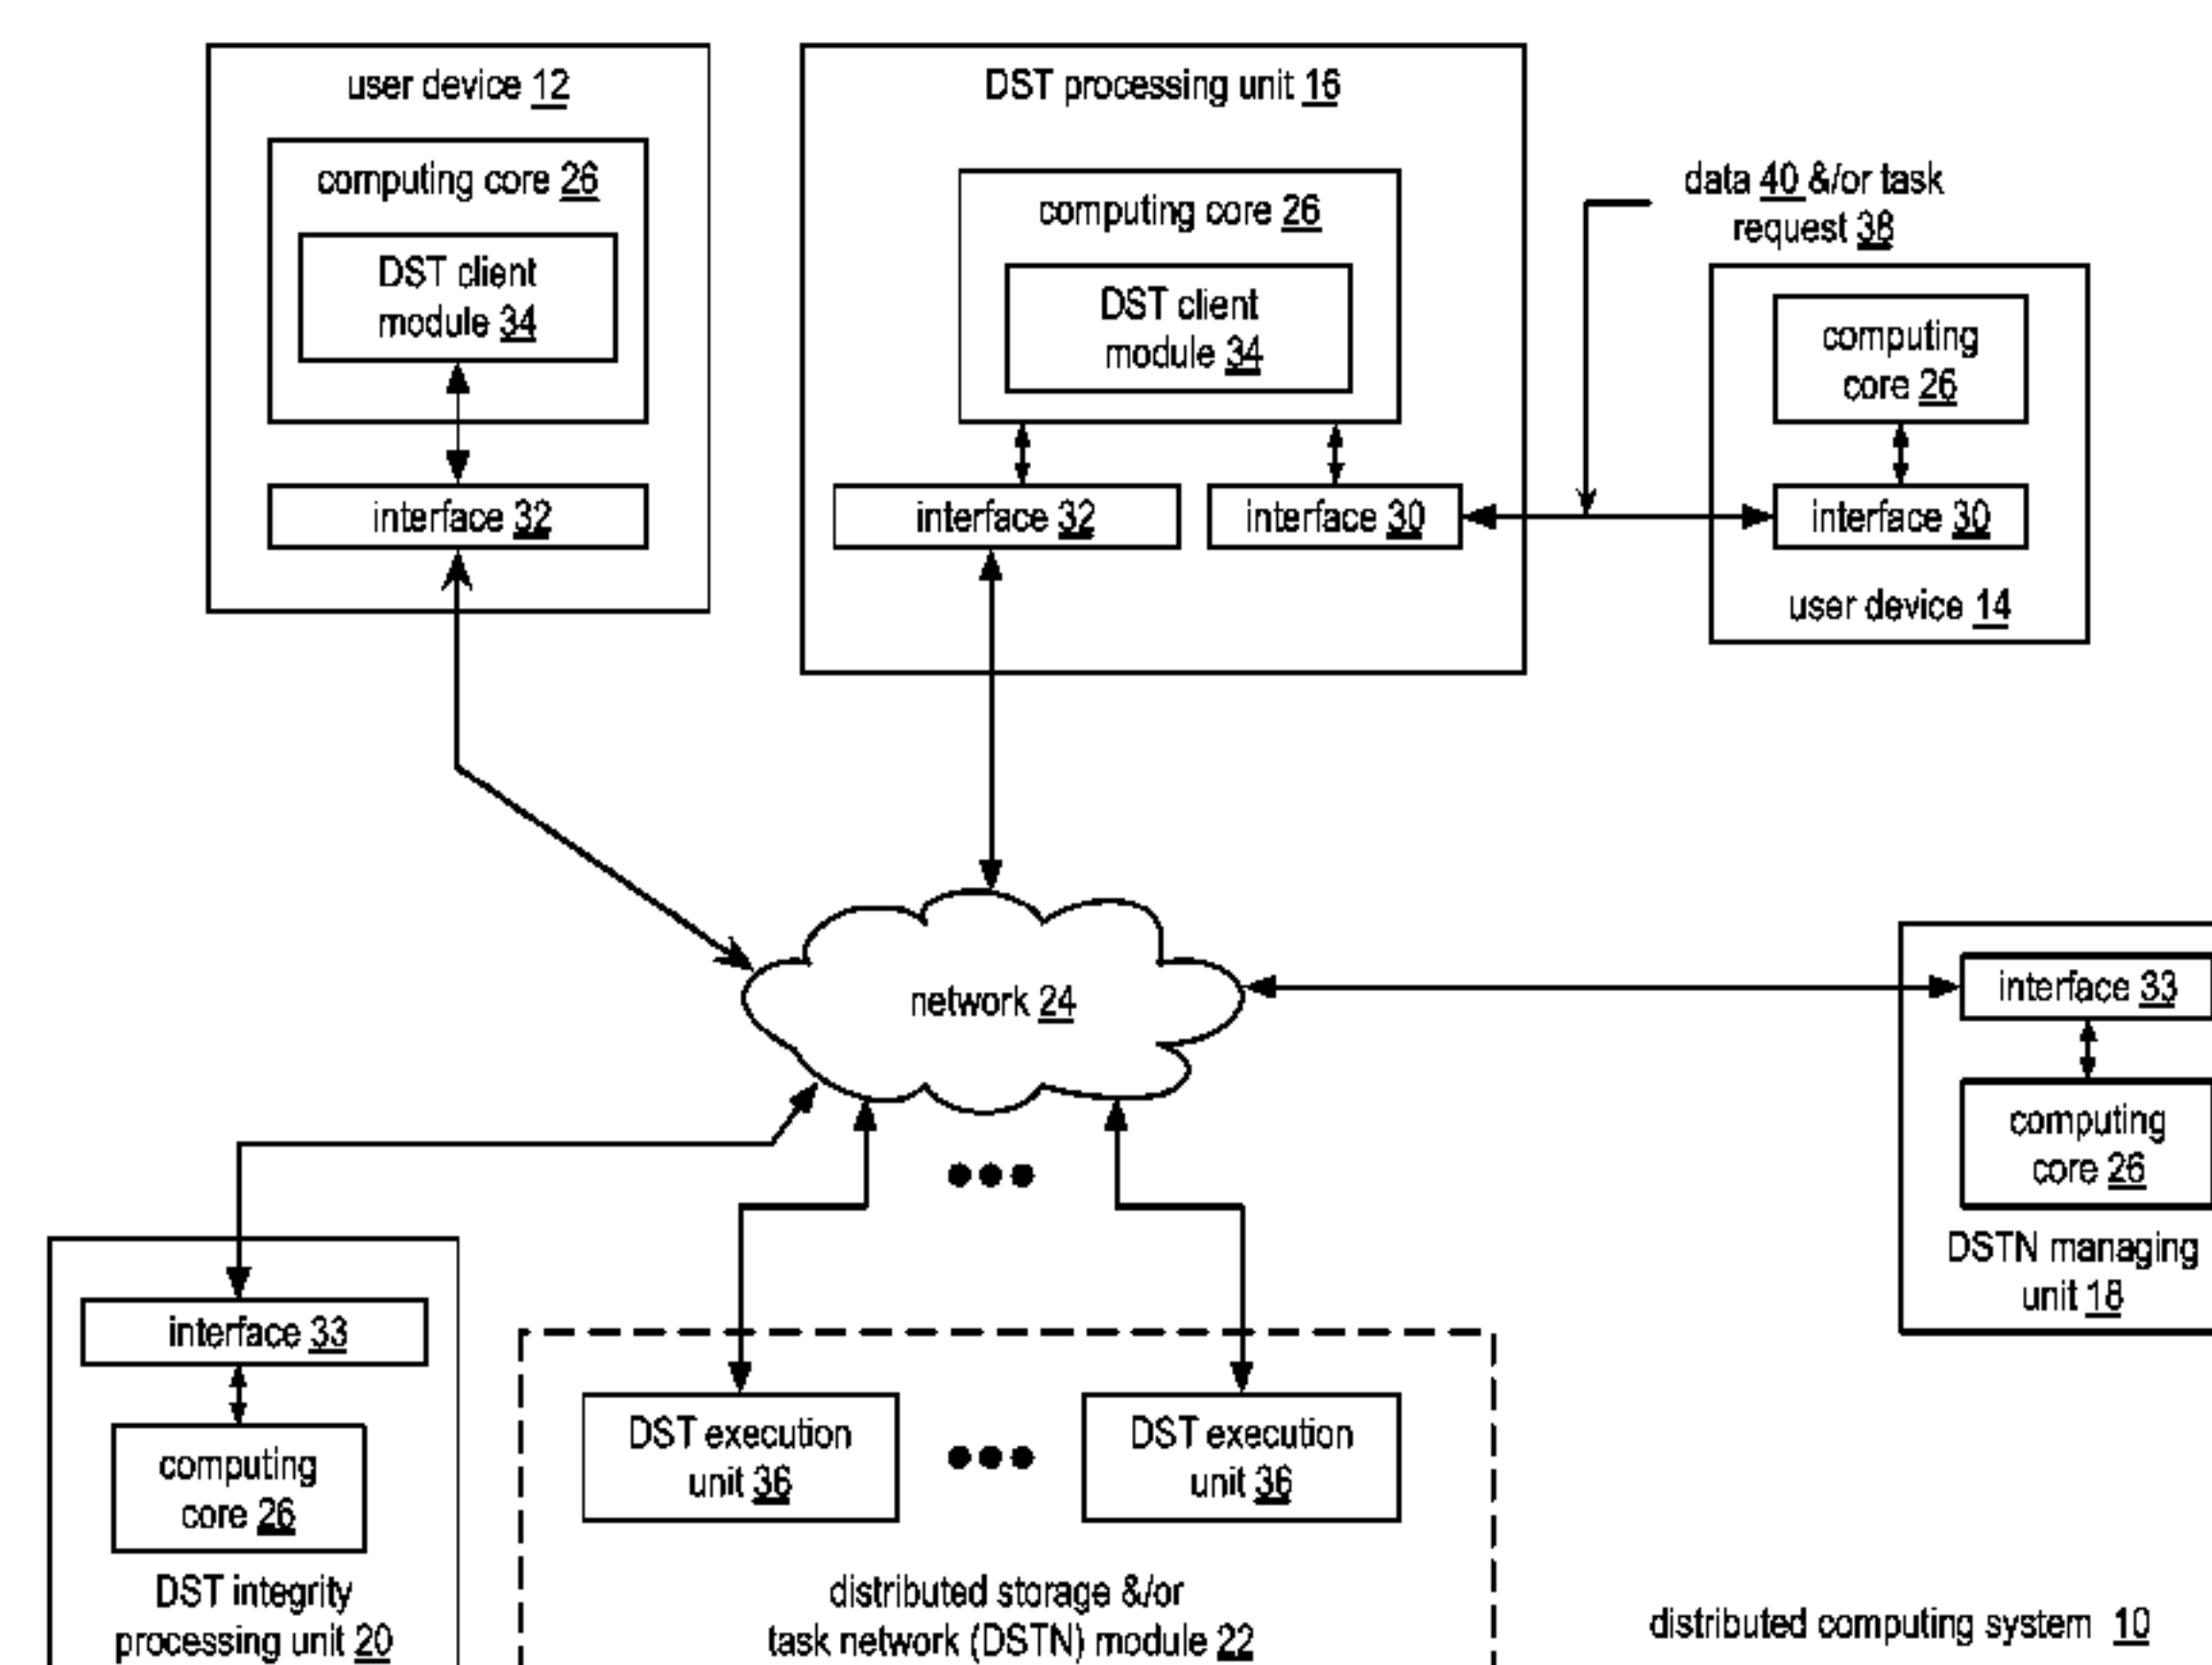 user device 12
computing core 26
DST client
module 34
interface 32
DST processing unit 16
computing core 26
DST client
module 34
interface 32
interface 30
data 40 &/or task
request 38
computing
core 26
interface 30
user device 14
network 24
interface 33
computing
core 26
DSTN managing
unit 18
interface 33
computing
core 26
DST integrity
processing unit 20
DST execution
unit 36
DST execution
unit 36
distributed storage &/or
task network (DSTN) module 22
distributed computing system 10